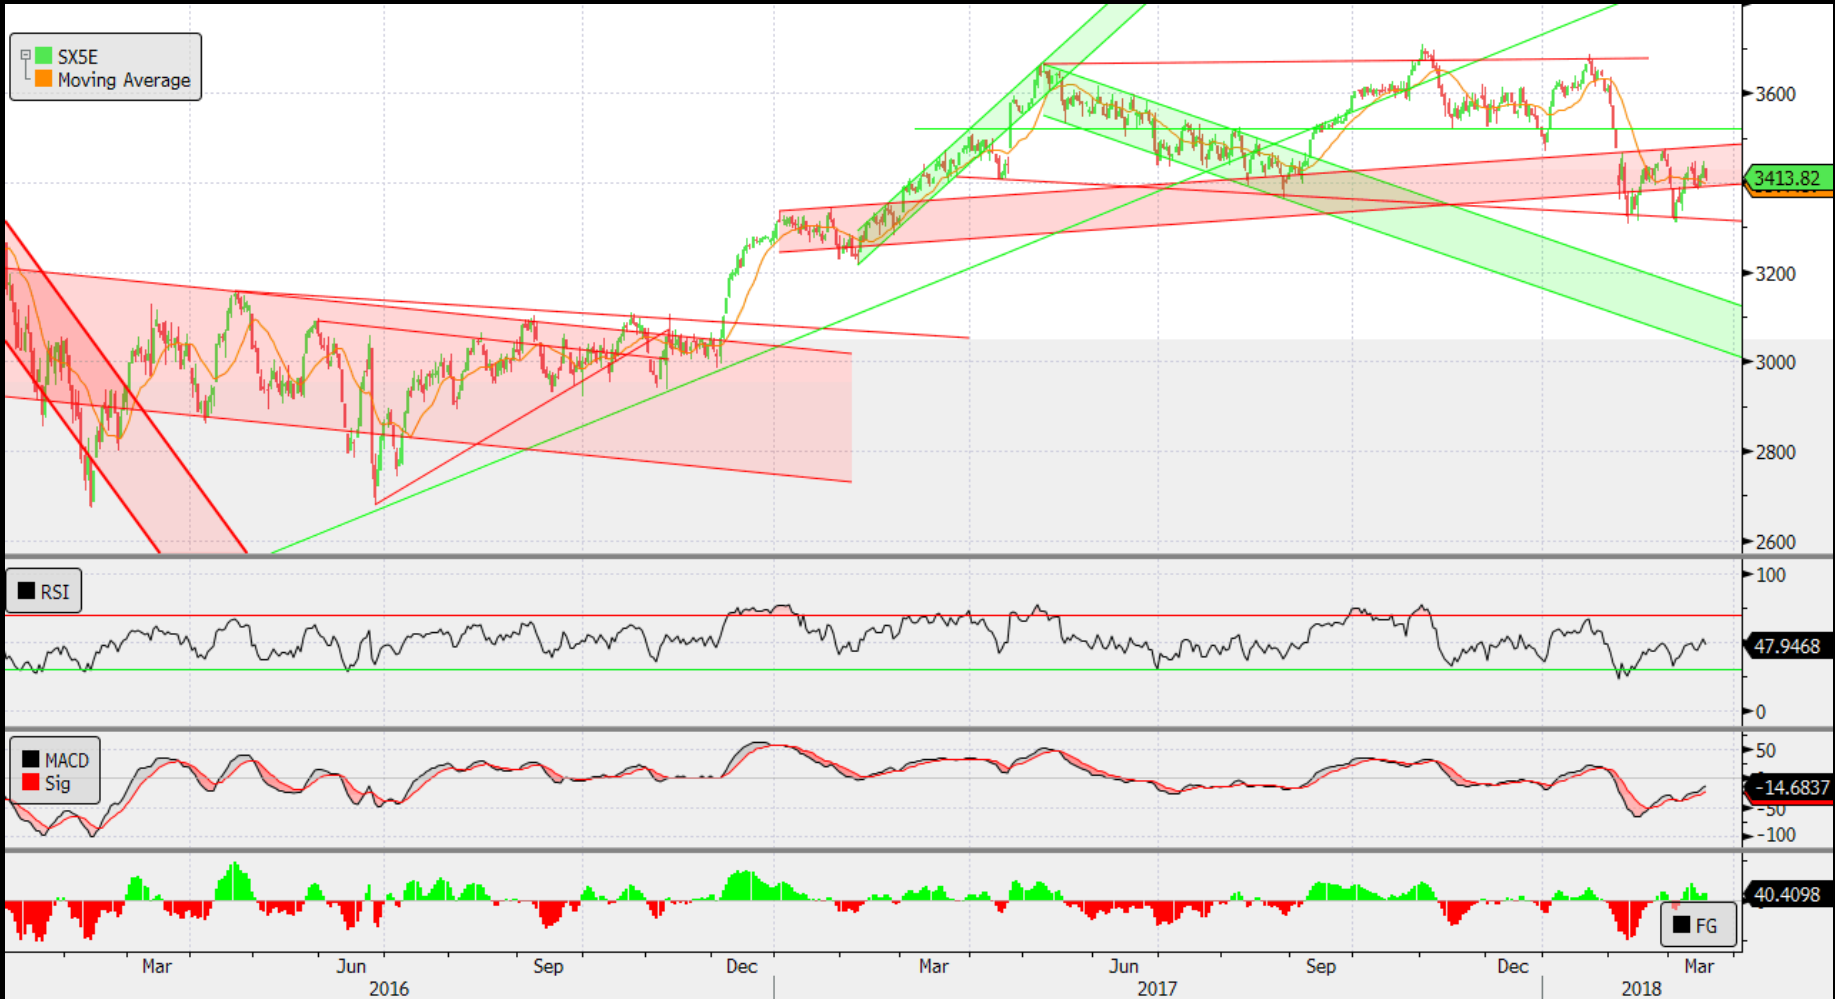 SX5E
Moving Average
3600
3413.82
3200
3000
2800
2600
RSI
100
47.9468
0
MACD
Sig
50
-14.6837
-50
-100
40.4098
FG
Mar
Jun
Sep
Dec
Mar
Jun
Sep
Dec
Mar
2016
2017
2018